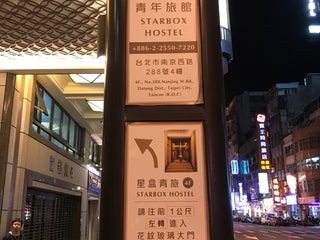 青年旅館
STARBOX
HOSTEL
+886-2-2550-7220
台北市南京西路
288號4樓
4F., No.288, Nanjing W.Rd.,
Datong Dist., Taipei City,
Taiwan (R.O.C)
星盒青旅 4F
STARBOX HOSTEL
請往前1公尺
左轉進入
花紋玻璃大門